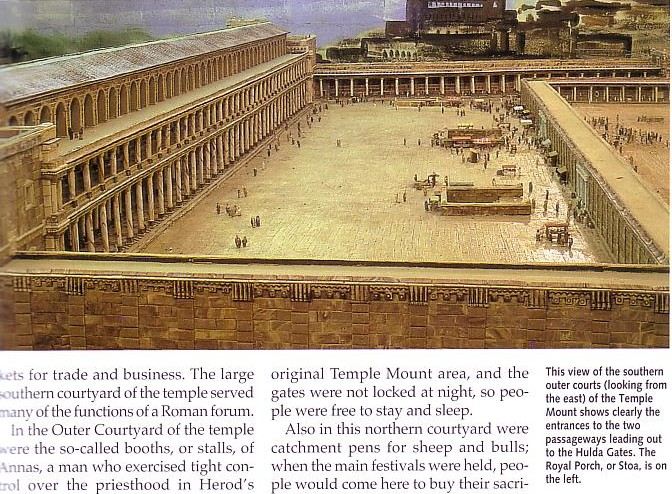 kets for trade and business. The large
southern courtyard of the temple served
many of the functions of a Roman forum.
In the Outer Courtyard of the temple
were the so-called booths, or stalls, of
Annas, a man who exercised tight con-
trol over the priesthood in Herod's
original Temple Mount area, and the
gates were not locked at night, so peo-
ple were free to stay and sleep.
Also in this northern courtyard were
catchment pens for sheep and bulls;
when the main festivals were held, peo-
ple would come here to buy their sacri-
This view of the southern
outer courts (looking from
the east) of the Temple
Mount shows clearly the
entrances to the two
passageways leading out
to the Hulda Gates. The
Royal Porch, or Stoa, is on
the left.